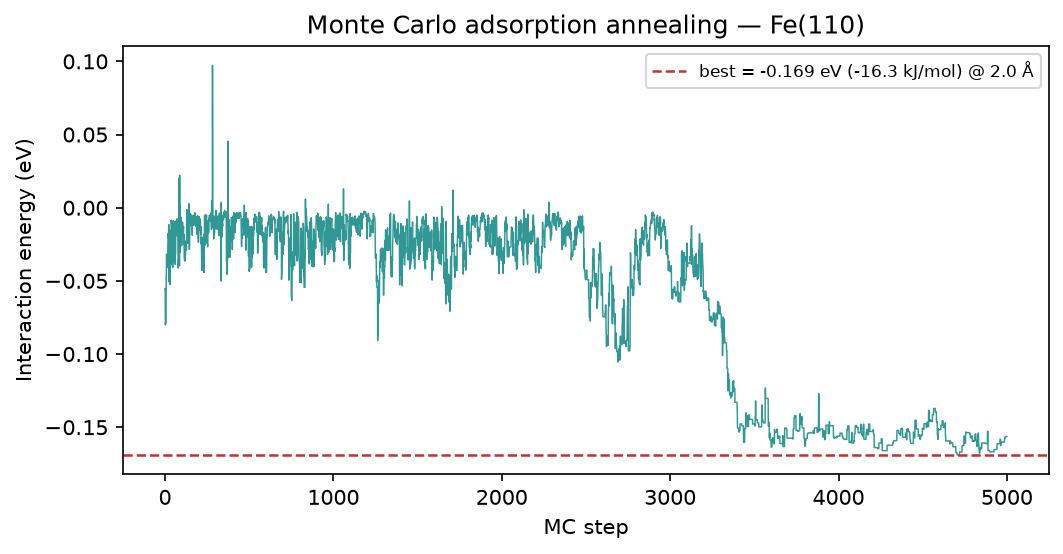 Monte Carlo adsorption annealing — Fe(110)
best = -0.169 eV (-16.3 kJ/mol) @ 2.0 Å
Interaction energy (eV)
0.10
0.05
0.00
−0.05
−0.10
−0.15
0 1000 2000 3000 4000 5000
MC step